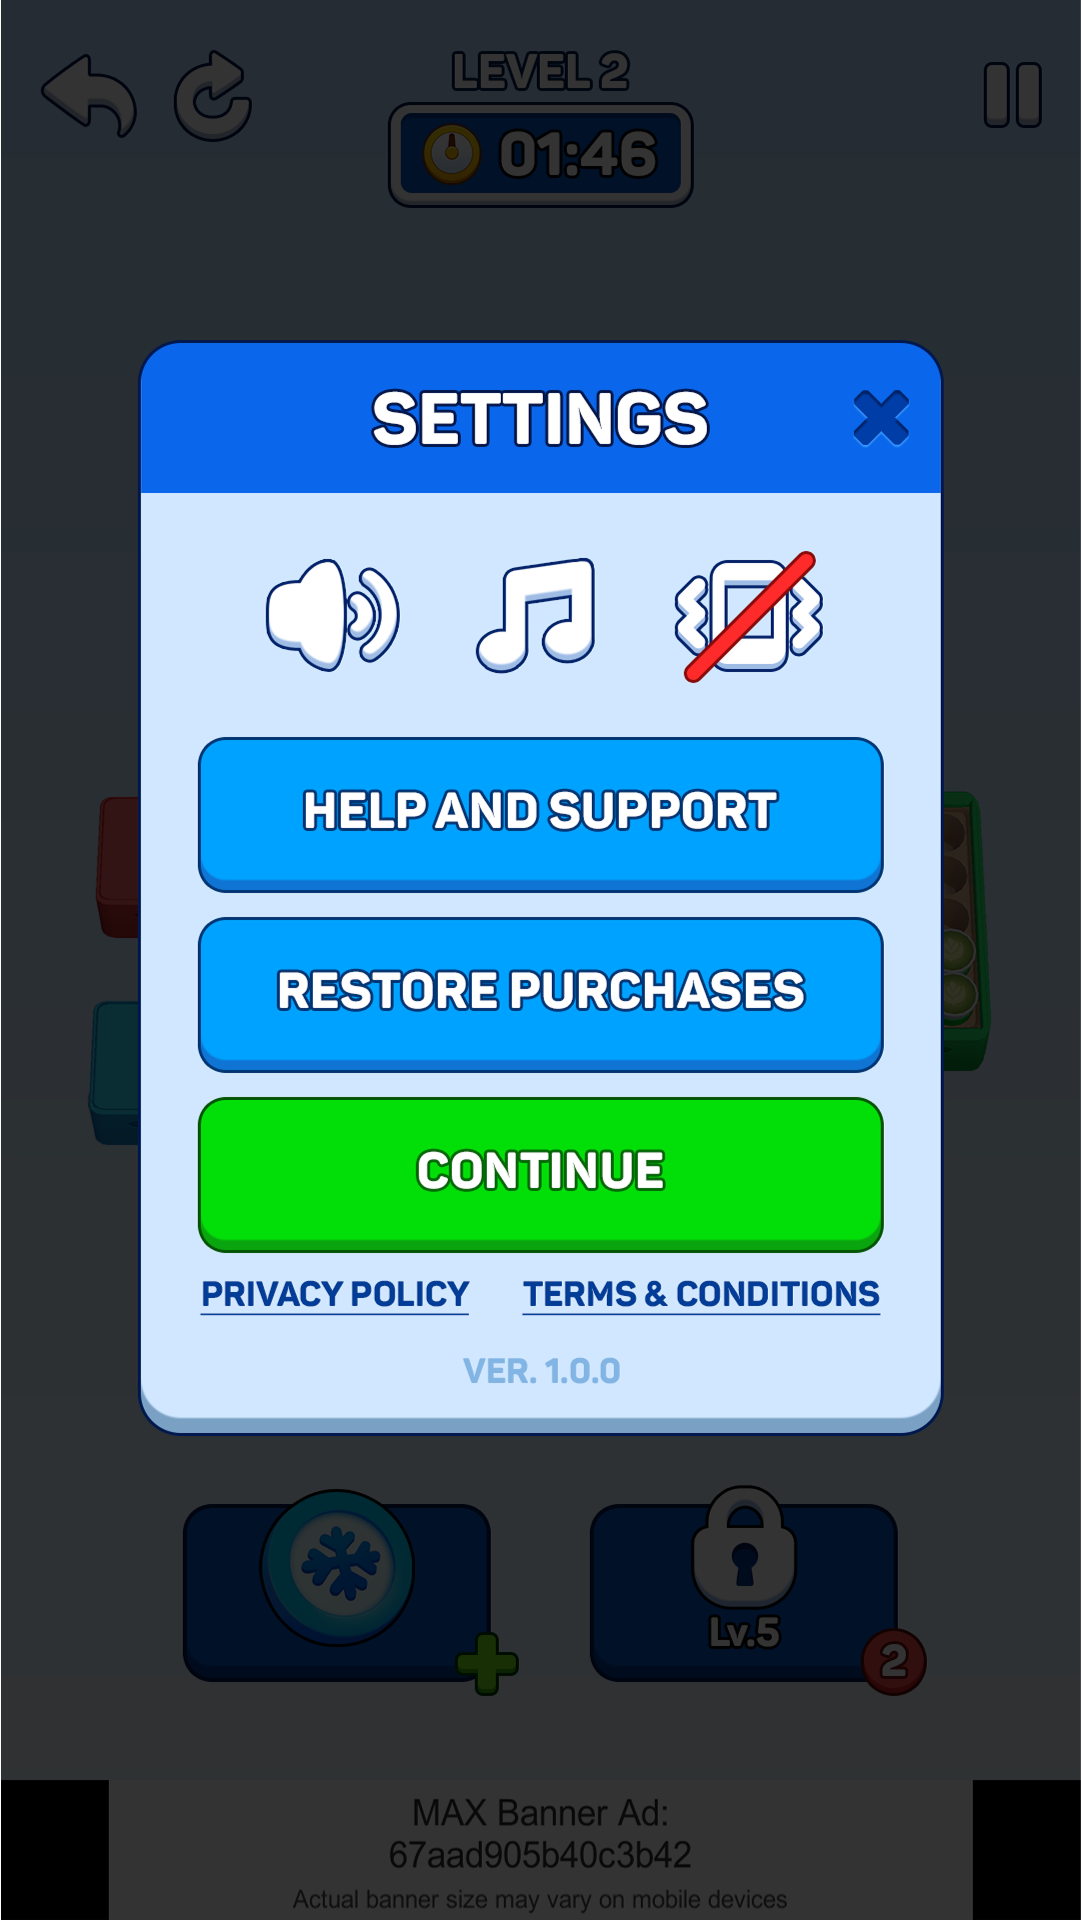 LEVEL 2
01:46
SETTINGS
HELP AND SUPPORT
RESTORE PURCHASES
CONTINUE
PRIVACY POLICY TERMS & CONDITIONS
VER. 1.0.0
Lv.5
2
MAX Banner Ad:
67aad905b40c3b42
Actual banner size may vary on mobile devices